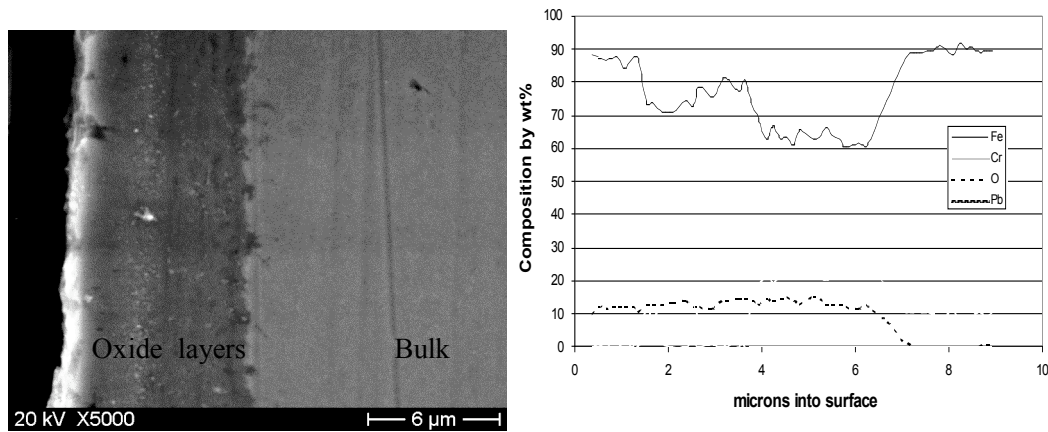 Oxide layers
Bulk
20 kV X5000
6 µm
100
90
80
70
60
50
40
30
20
10
0
Composition by wt%
0
2
4
6
8
10
microns into surface
Fe
Cr
O
Pb